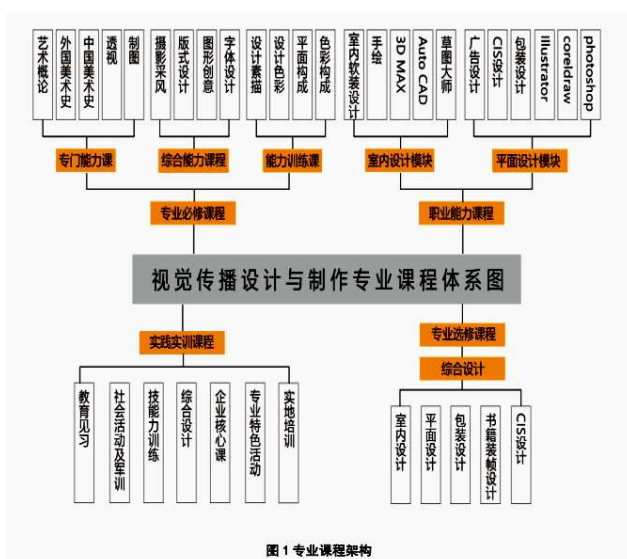 艺术概论
外国美术史
中国美术史
透视
制图
摄影采风
版式设计
图形创意
字体设计
设计素描
设计色彩
平面构成
色彩构成
室内软装设计
手绘
3D MAX
Auto CAD
草图大师
广告设计
CIS设计
包装设计
Illustrator
coreldraw
photoshop
专门能力课
综合能力课程
能力训练课
室内设计模块
平面设计模块
专业必修课程
职业能力课程
视觉传播设计与制作专业课程体系图
实践实训课程
专业选修课程
综合设计
教育见习
社会活动及军训
技能力训练
综合设计
企业核心课
专业特色活动
实地培训
室内设计
平面设计
包装设计
书籍装帧设计
CIS设计
图 1 专业课程架构